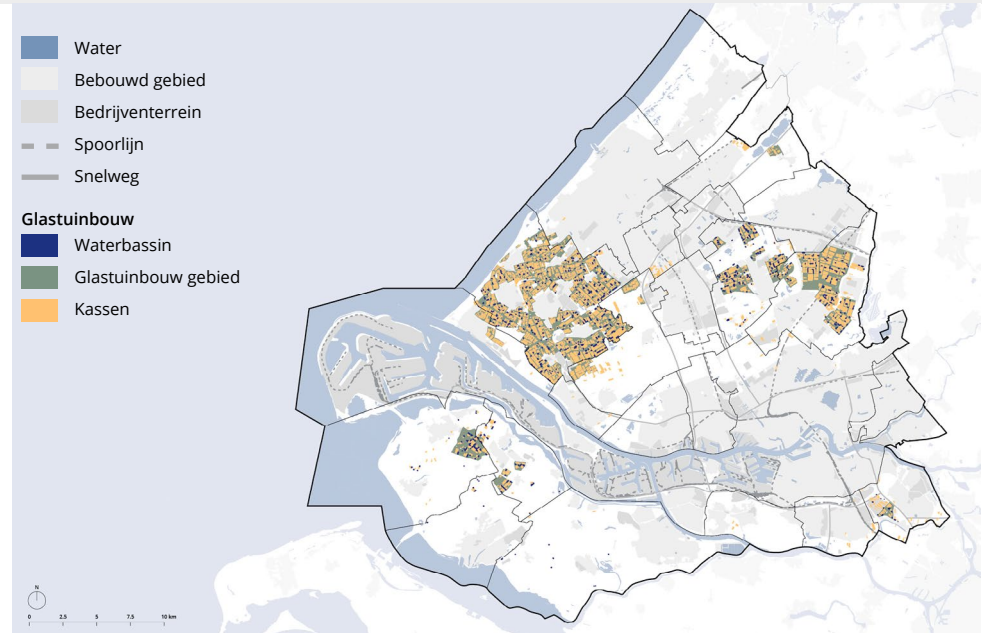 Water
Bebouwd gebied
Bedrijventerrein
Spoorlijn
Snelweg
Glastuinbouw
Waterbassin
Glastuinbouw gebied
Kassen
N
0 2.5 5 7.5 10 km